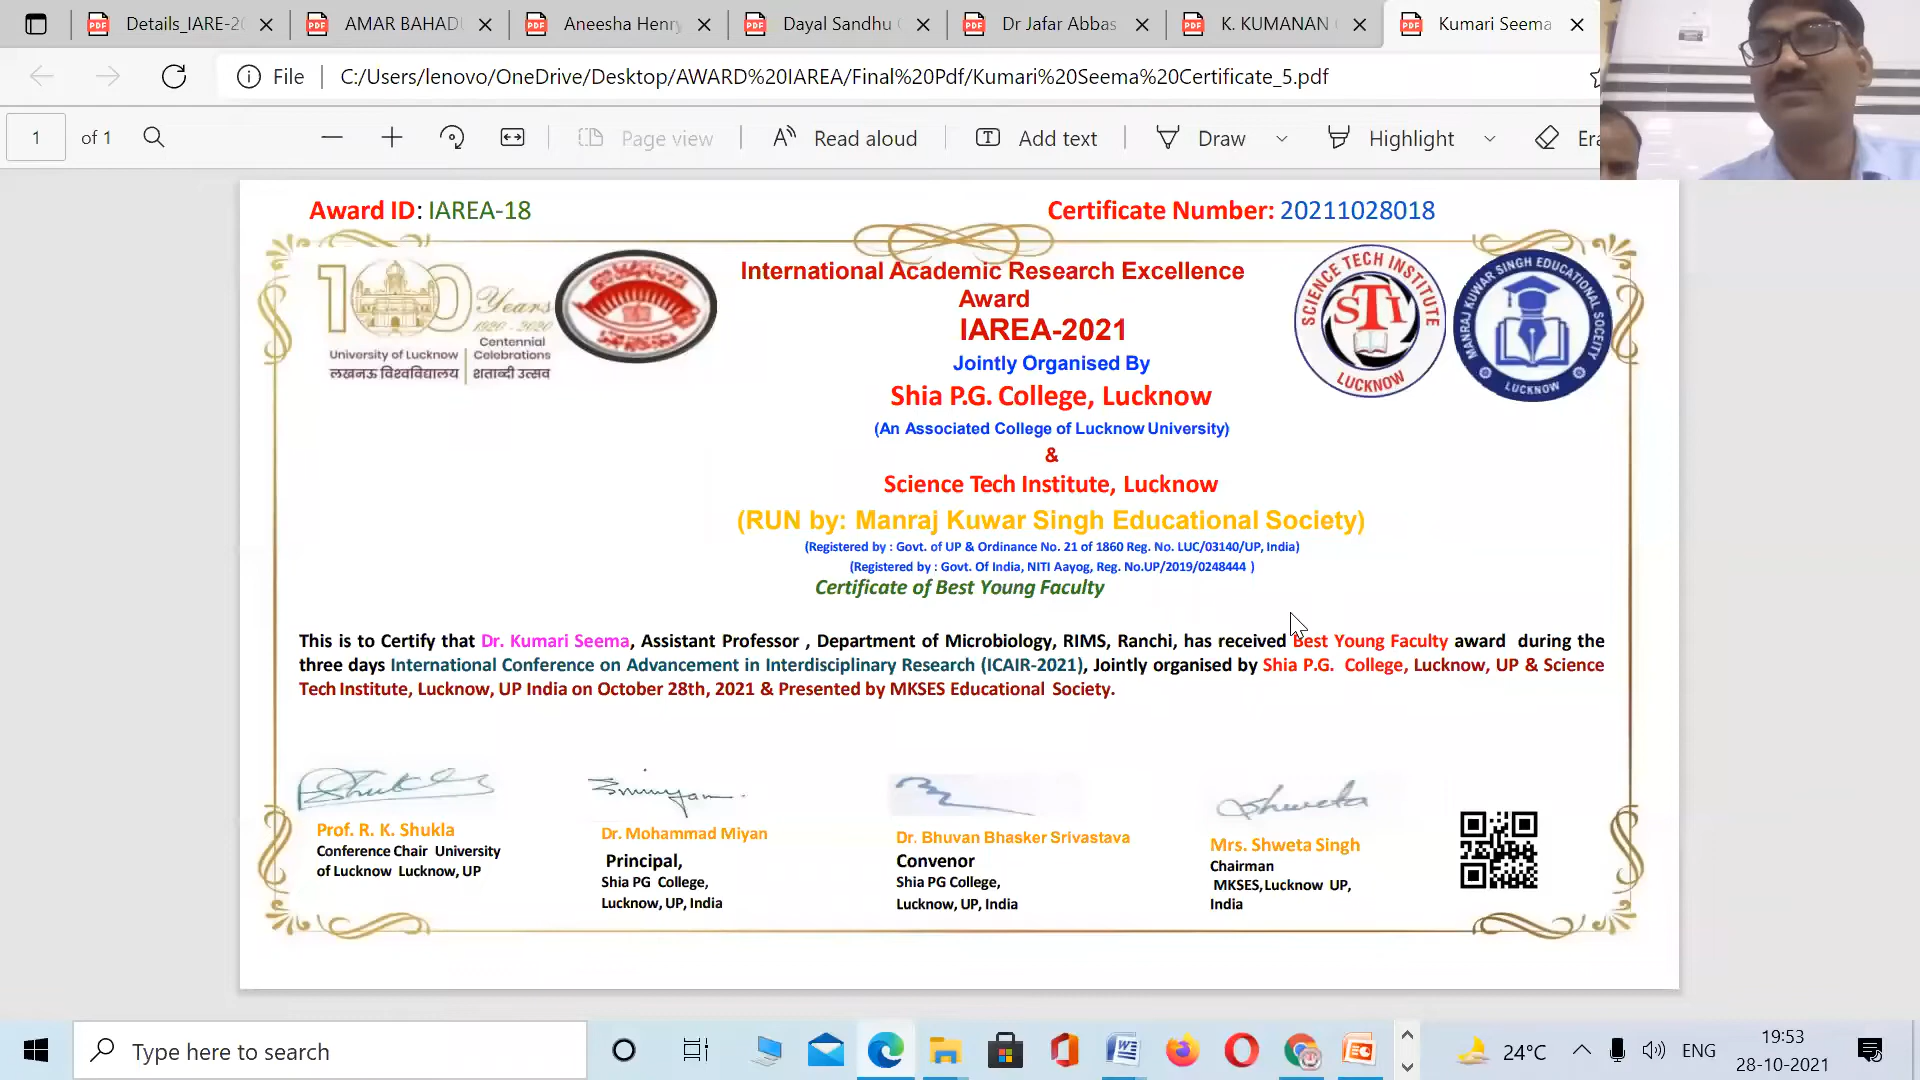 Details_IARE-20
AMAR BAHADU
Aneesha Henry
Dayal Sandhu
Dr Jafar Abbas
K. KUMANAN
Kumari Seema
File
C:/Users/lenovo/OneDrive/Desktop/AWARD%20IAREA/Final%20Pdf/Kumari%20Seema%20Certificate_5.pdf
1 of 1
Page view
Read aloud
Add text
Draw
Highlight
Era
Award ID: IAREA-18
Certificate Number: 20211028018
100 Years
1920 - 2020
University of Lucknow
Centennial Celebrations
लखनऊ विश्वविद्यालय
शताब्दी उत्सव
International Academic Research Excellence
Award
IAREA-2021
Jointly Organised By
Shia P.G. College, Lucknow
(An Associated College of Lucknow University)
&
Science Tech Institute, Lucknow
(RUN by: Manraj Kuwar Singh Educational Society)
(Registered by : Govt. of UP & Ordinance No. 21 of 1860 Reg. No. LUC/03140/UP, India)
(Registered by : Govt. Of India, NITI Aayog, Reg. No.UP/2019/0248444 )
Certificate of Best Young Faculty
SCIENCE TECH INSTITUTE
STI
LUCKNOW
MANRAJ KUWAR SINGH EDUCATIONAL SOCEITY
LUCKNOW
This is to Certify that Dr. Kumari Seema, Assistant Professor , Department of Microbiology, RIMS, Ranchi, has received Best Young Faculty award during the
three days International Conference on Advancement in Interdisciplinary Research (ICAIR-2021), Jointly organised by Shia P.G. College, Lucknow, UP & Science
Tech Institute, Lucknow, UP India on October 28th, 2021 & Presented by MKSES Educational Society.
Shweta
Prof. R. K. Shukla
Conference Chair University
of Lucknow Lucknow, UP
Dr. Mohammad Miyan
Principal,
Shia PG College,
Lucknow, UP, India
Dr. Bhuvan Bhasker Srivastava
Convenor
Shia PG College,
Lucknow, UP, India
Mrs. Shweta Singh
Chairman
MKSES,Lucknow UP,
India
Type here to search
24°C
ENG
19:53
28-10-2021